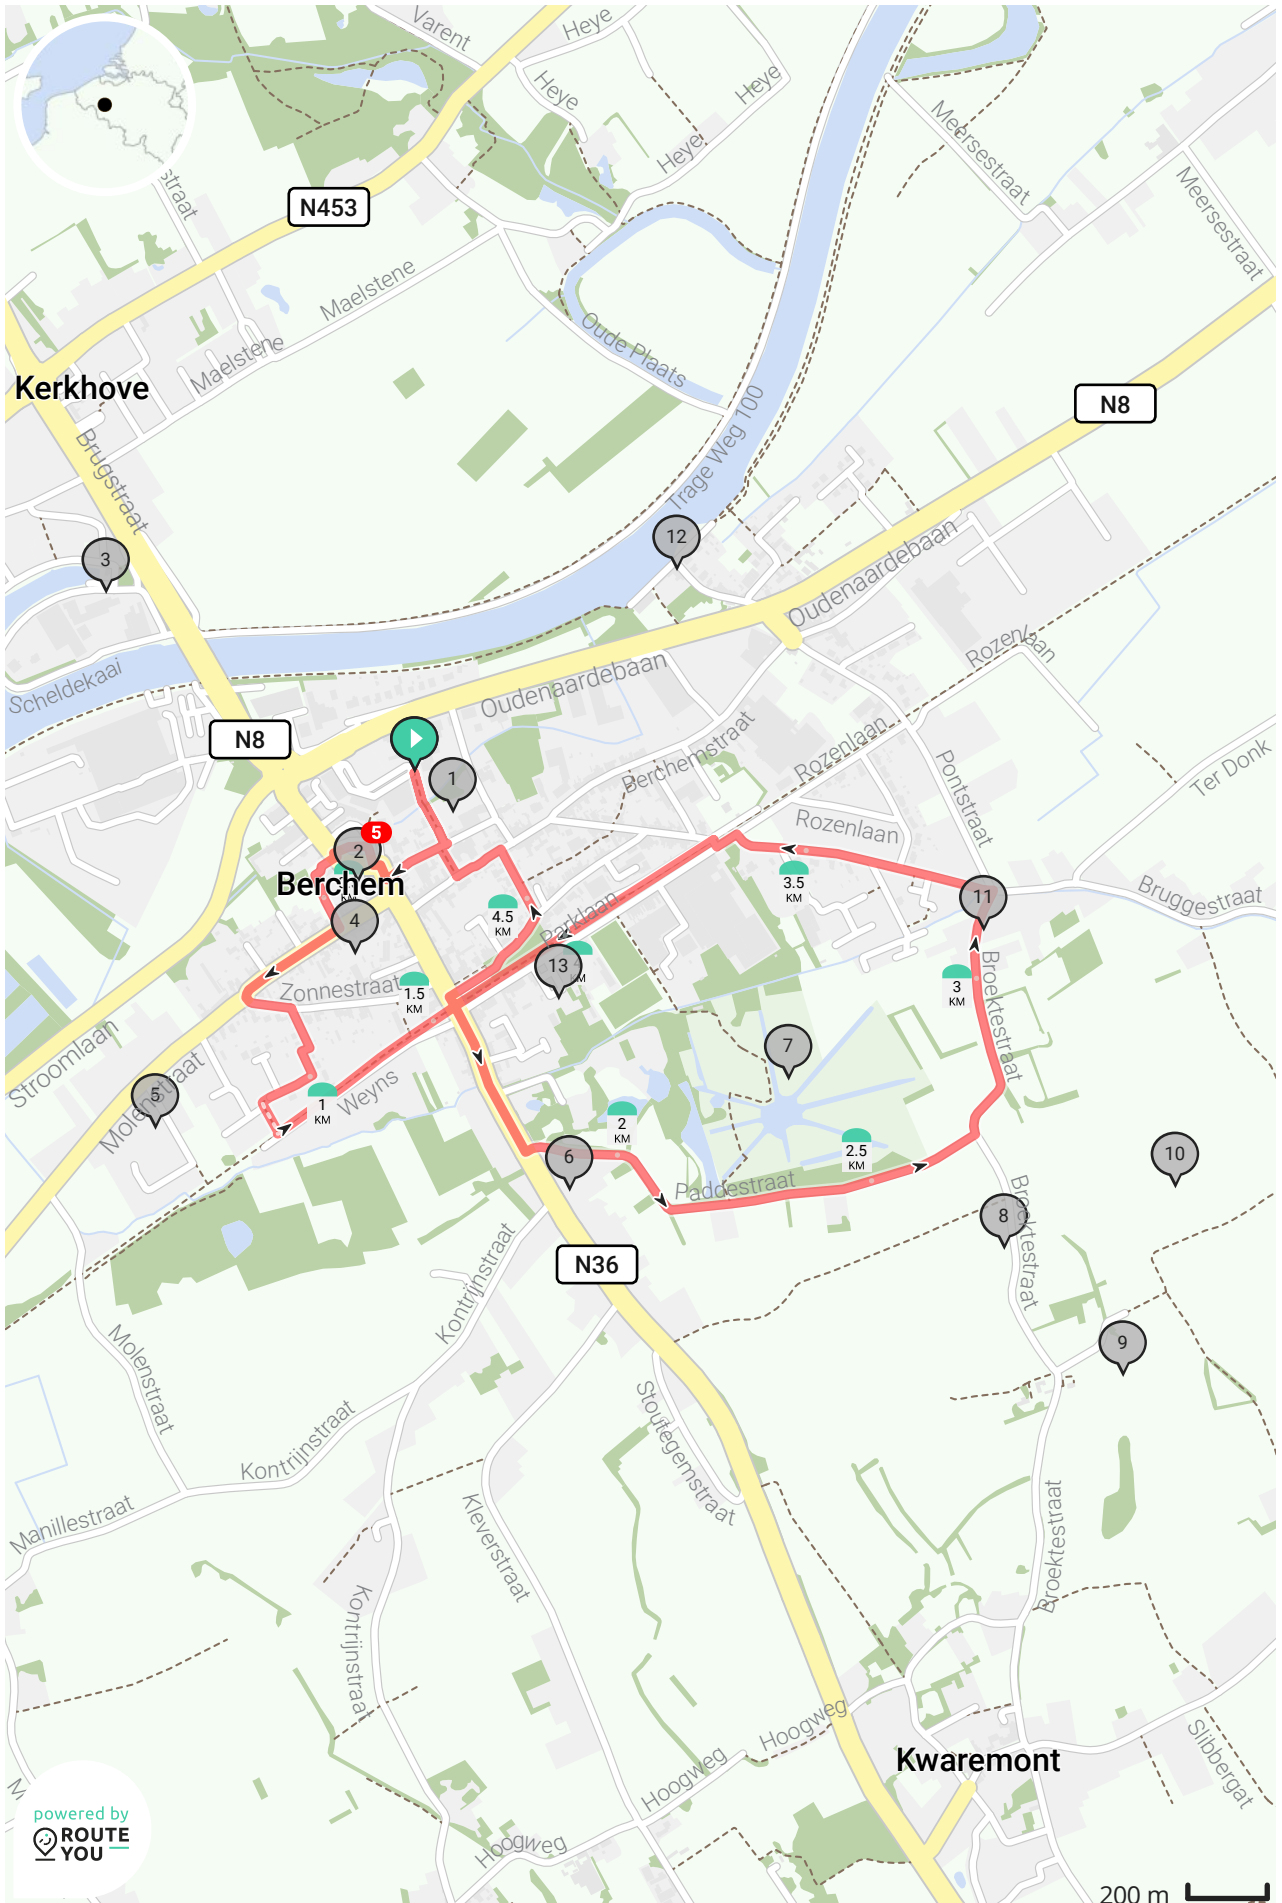 Varent
Heye
Heye
Heye
Heye
Meersestraat
Meersestraat
straat
N453
Maelstene
Maelstene
Oude Plaats
Kerkhove
N8
Brugstraat
Trage Weg 100
12
3
Oudenaardebaan
Rozenlaan
Scheldekaai
Oudenaardebaan
N8
1
Berchemstraat
Rozenlaan
Pontstraat
Ter Donk
5
2
Rozenlaan
Berchem
3.5
KM
11
Bruggestraat
4
4.5
KM
Parklaan
13
KM
Zonnestraat
1.5
KM
3
KM
Broektestraat
Stroomlaan
7
Molenstraat
5
1
KM
Weyns
2
KM
2.5
KM
6
10
Paddestraat
8
Broektestraat
N36
Kontrijnstraat
9
Molenstraat
Stoutegemstraat
Kontrijnstraat
Manillestraat
Kleverstraat
Broektestraat
Kontrijnstraat
Hoogweg
Kwaremont
Slibbergat
Hoogweg
Hoogweg
powered by
ROUTE
YOU
200 m